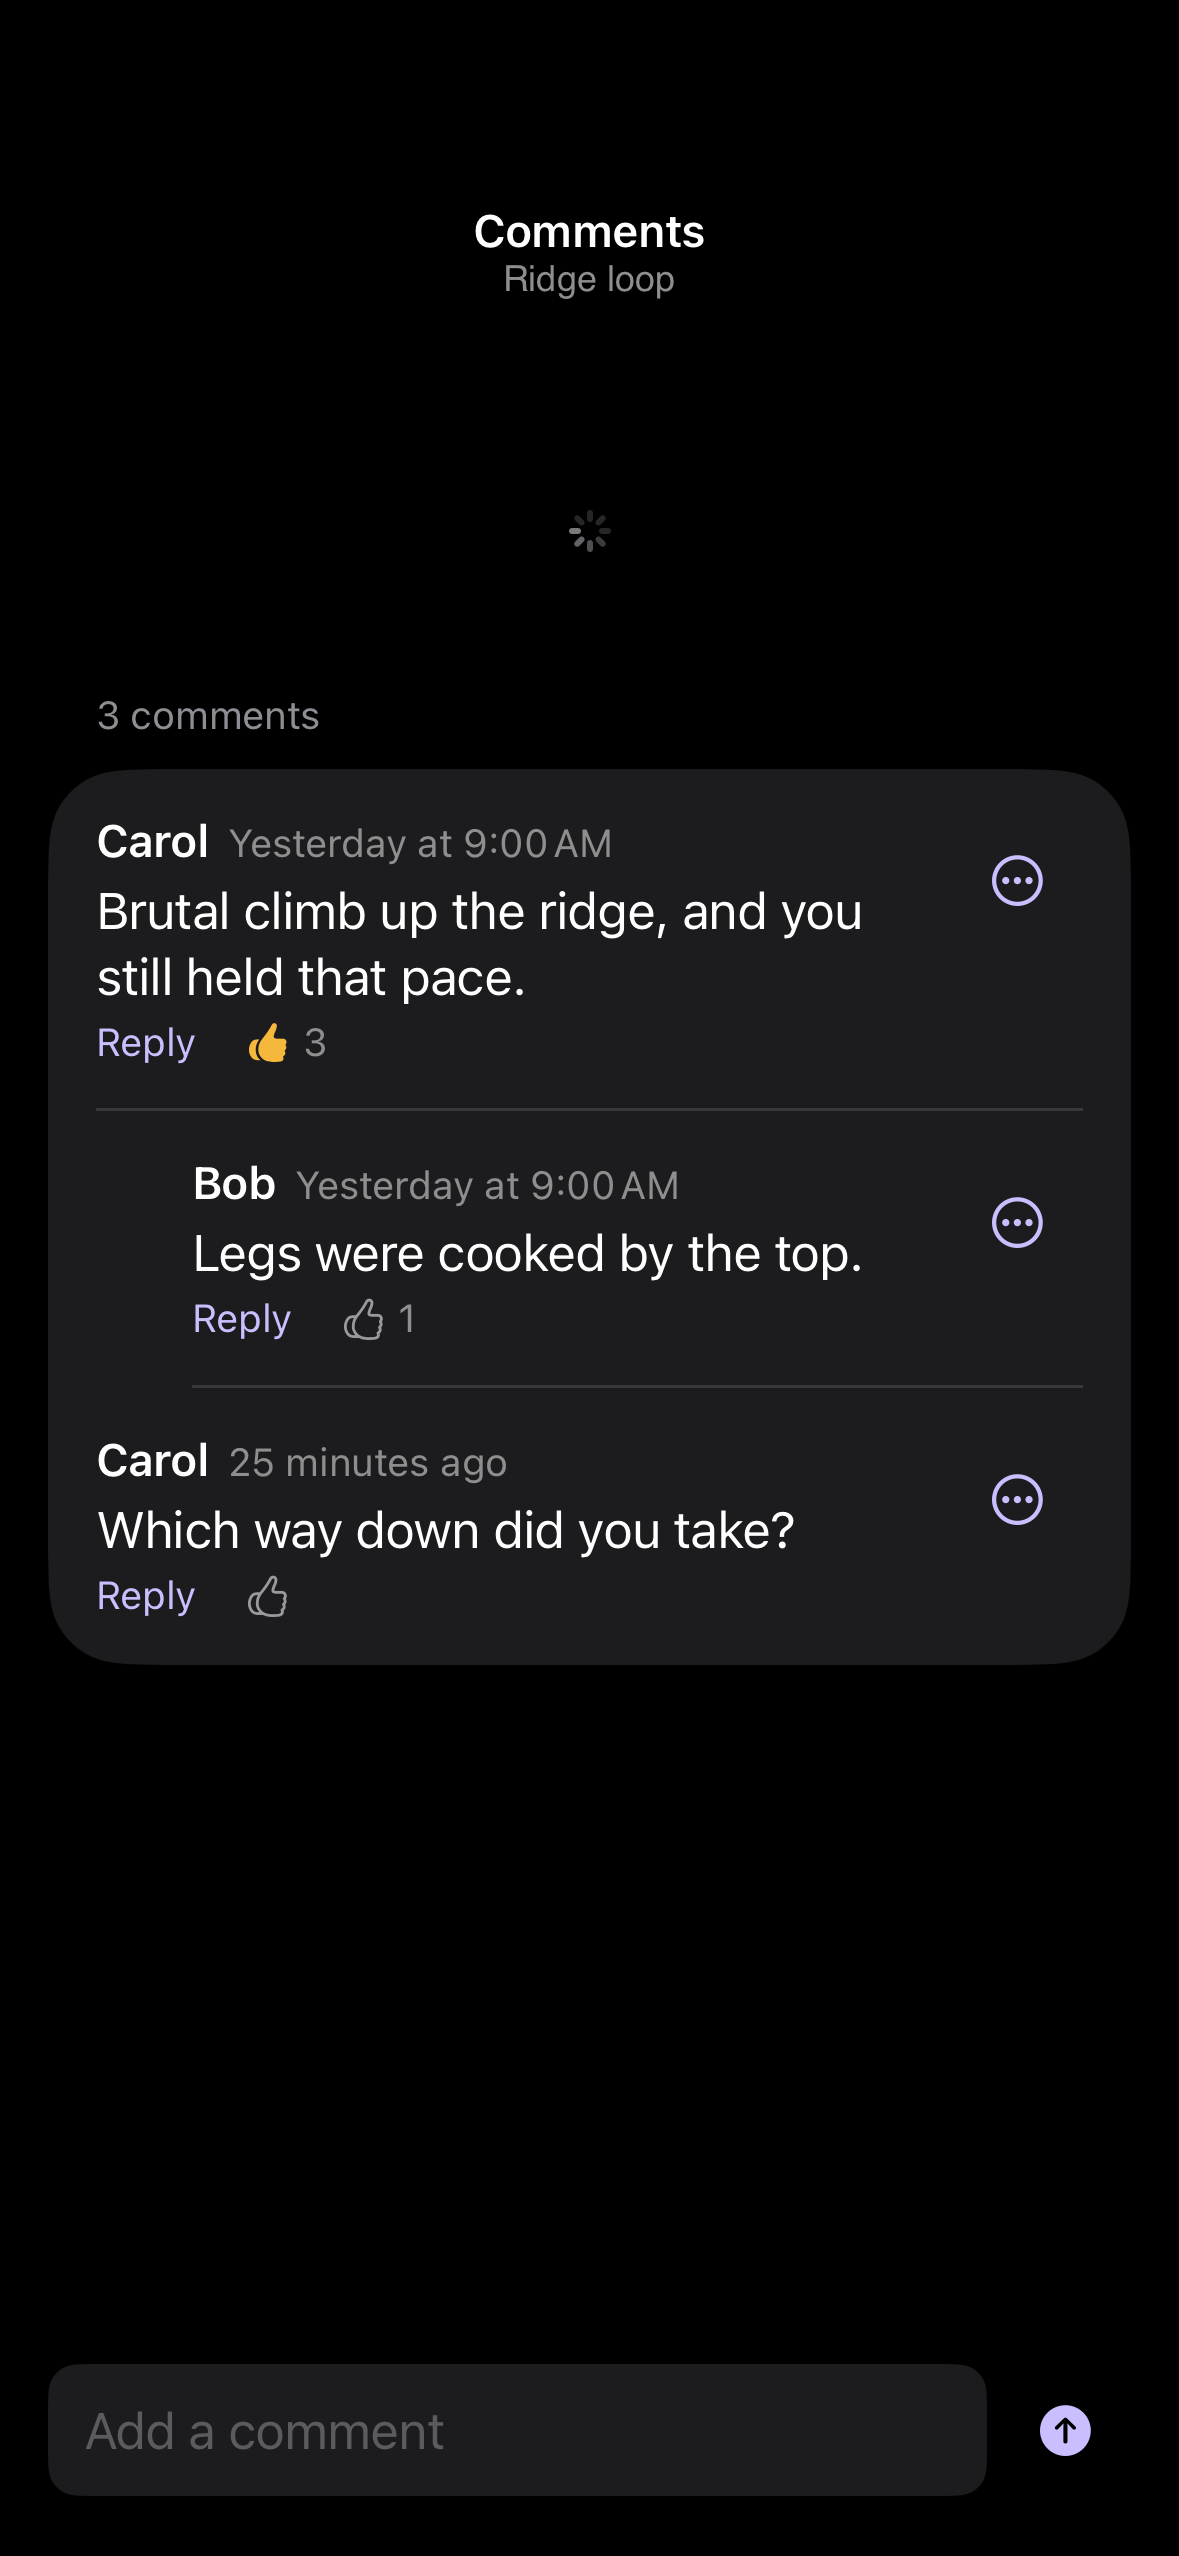 Comments
Ridge loop
3 comments
Carol Yesterday at 9:00 AM
Brutal climb up the ridge, and you
still held that pace.
Reply 3
Bob Yesterday at 9:00 AM
Legs were cooked by the top.
Reply 1
Carol 25 minutes ago
Which way down did you take?
Reply
Add a comment